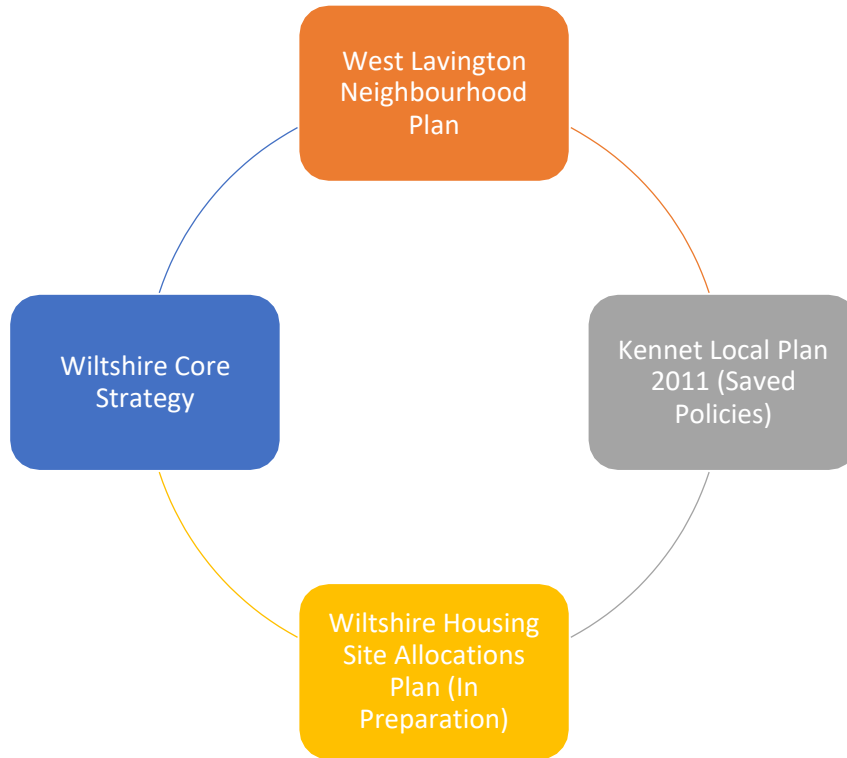 West Lavington
Neighbourhood
Plan
Wiltshire Core
Strategy
Kennet Local Plan
2011 (Saved
Policies)
Wiltshire Housing
Site Allocations
Plan (In
Preparation)